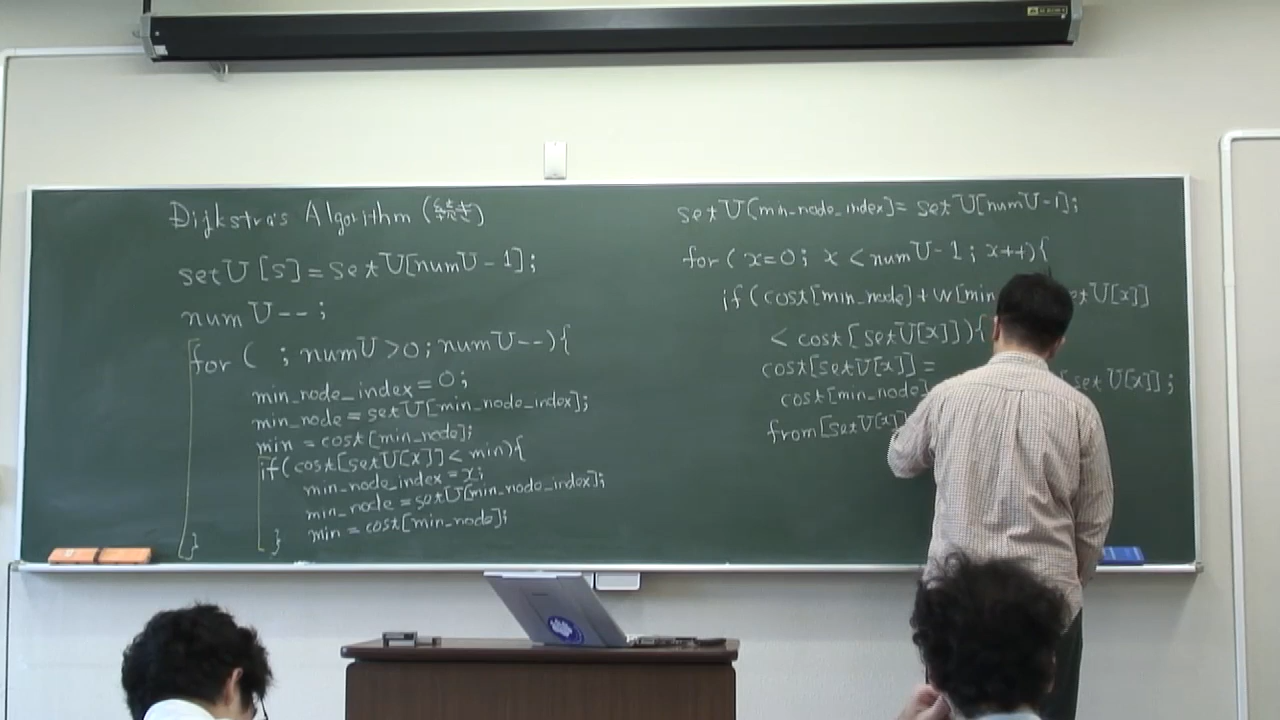 Dijkstra's Algorithm
setU[s]=setU[numU-1];
numU--;
for( ; numU>0; numU--){
min_node_index=0;
min_node=setU[min_node_index];
min=cost[min_node];
if(cost[setU[x]]<min){
min_node_index=x;
min_node=setU[min_node_index];
min=cost[min_node];
}
}
setU[min_node_index]=setU[numU-1];
for(x=0; x<numU-1; x++){
if(cost[min_node]+W[min setU[x]]
<cost[setU[x]]){
cost[setU[x]]=
cost[min_node] [setU[x]];
from[setU[x]]